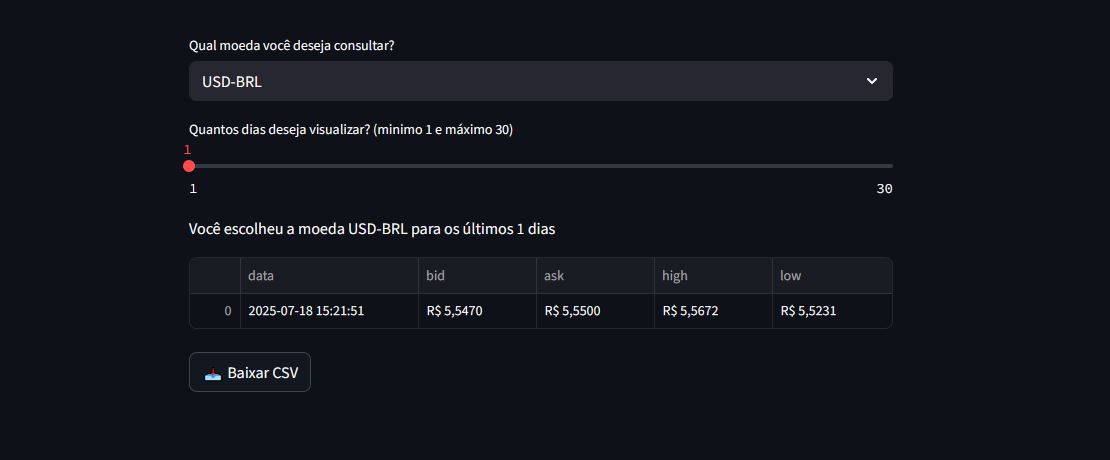 Qual moeda você deseja consultar?
USD-BRL
Quantos dias deseja visualizar? (minimo 1 e máximo 30)
1
1 30
Você escolheu a moeda USD-BRL para os últimos 1 dias
data bid ask high low
0 2025-07-18 15:21:51 R$ 5,5470 R$ 5,5500 R$ 5,5672 R$ 5,5231
Baixar CSV